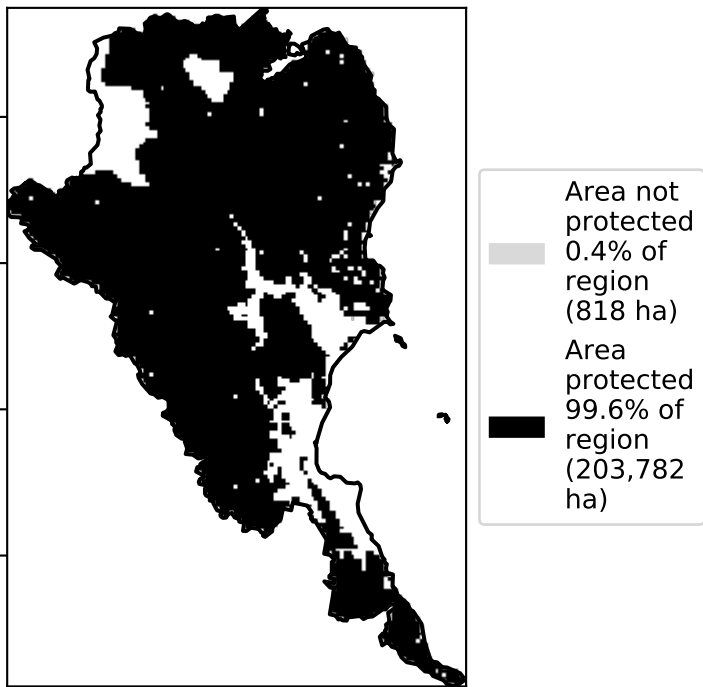 Area not
protected
0.4% of
region
(818 ha)
Area
protected
99.6% of
region
(203,782
ha)